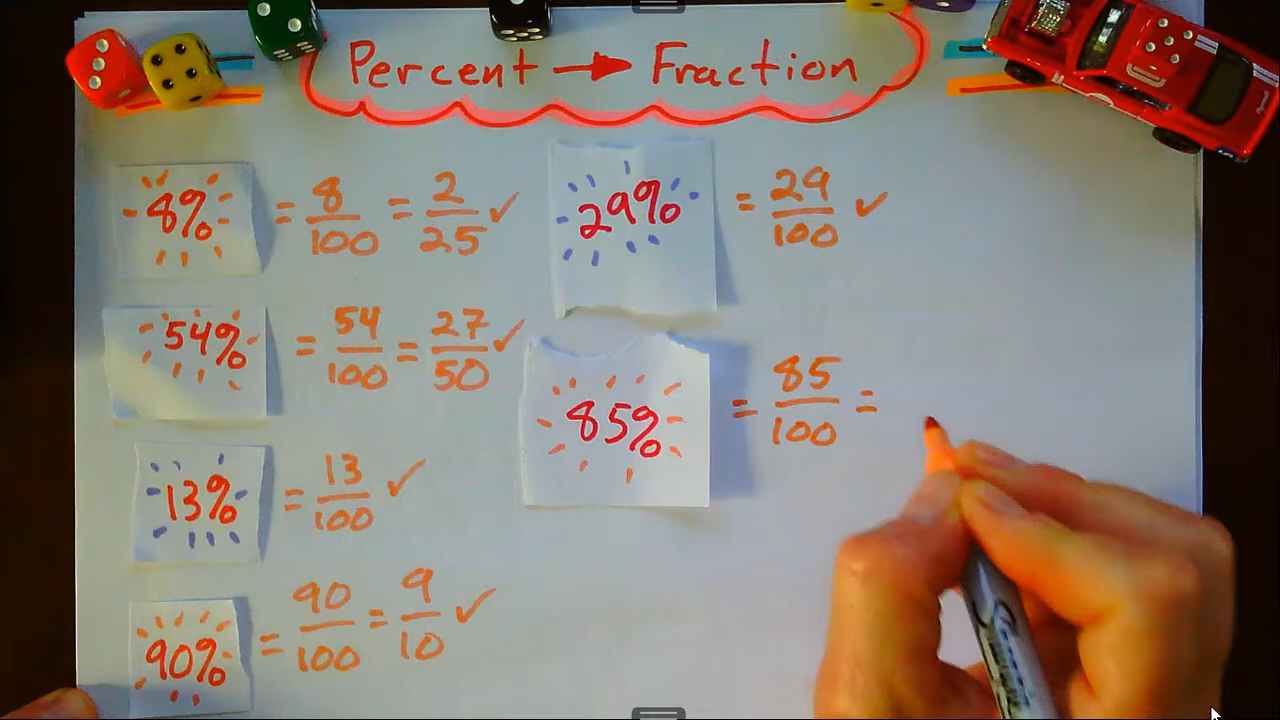 Percent → Fraction
8% = 8/100 = 2/25 ✓
54% = 54/100 = 27/50 ✓
13% = 13/100 ✓
90% = 90/100 = 9/10 ✓
29% = 29/100 ✓
85% = 85/100 =